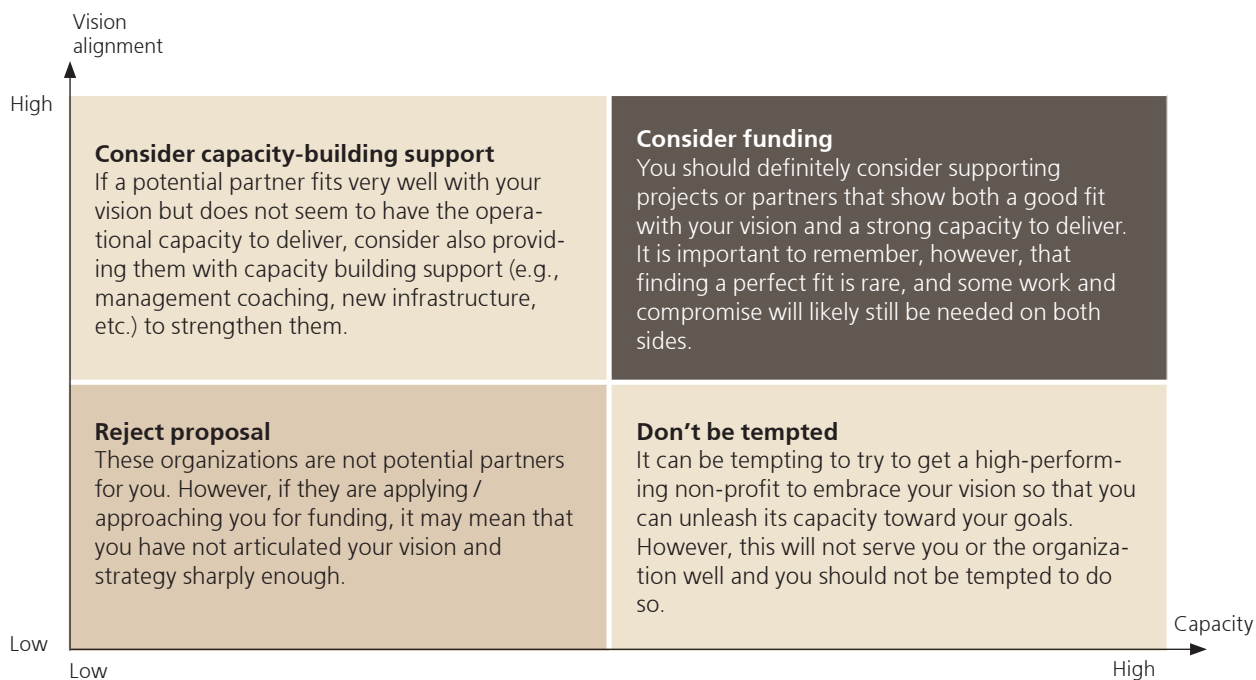 Vision
alignment
High
Consider capacity-building support
If a potential partner fits very well with your
vision but does not seem to have the opera-
tional capacity to deliver, consider also provid-
ing them with capacity building support (e.g.,
management coaching, new infrastructure,
etc.) to strengthen them.
Consider funding
You should definitely consider supporting
projects or partners that show both a good fit
with your vision and a strong capacity to deliver.
It is important to remember, however, that
finding a perfect fit is rare, and some work and
compromise will likely still be needed on both
sides.
Reject proposal
These organizations are not potential partners
for you. However, if they are applying /
approaching you for funding, it may mean that
you have not articulated your vision and
strategy sharply enough.
Don't be tempted
It can be tempting to try to get a high-perform-
ing non-profit to embrace your vision so that you
can unleash its capacity toward your goals.
However, this will not serve you or the organiza-
tion well and you should not be tempted to do
so.
Low
Capacity
Low
High